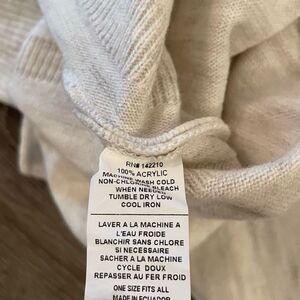 RN# 142210
100% ACRYLIC
MACHINE WASH COLD
NON-CHLORINE BLEACH
WHEN NEEDED
TUMBLE DRY LOW
COOL IRON
LAVER A LA MACHINE A
L'EAU FROIDE
BLANCHIR SANS CHLORE
SI NECESSAIRE
SACHER A LA MACHINE
CYCLE DOUX
REPASSER AU FER FROID
ONE SIZE FITS ALL
MADE IN ECUADOR